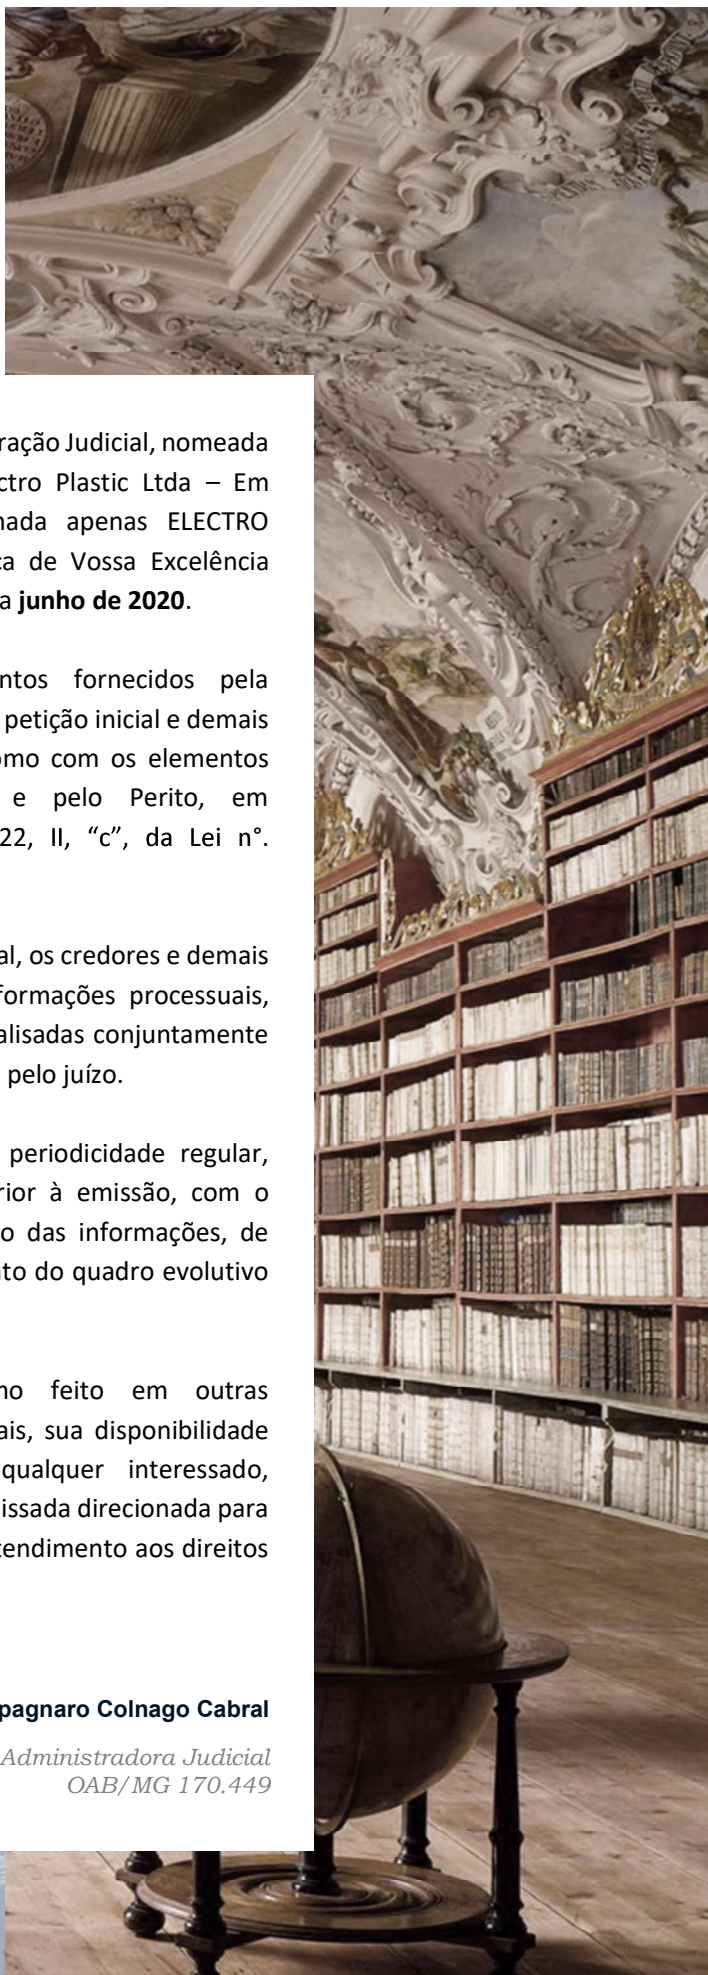 ração Judicial, nomeada
ctro Plastic Ltda – Em
nada apenas ELECTRO
ça de Vossa Excelência
a junho de 2020.
ntos fornecidos pela
petição inicial e demais
omo com os elementos
e pelo Perito, em
22, II, “c”, da Lei n°.
al, os credores e demais
formações processuais,
alisadas conjuntamente
pelo juízo.
periodicidade regular,
rior à emissão, com o
o das informações, de
nto do quadro evolutivo
no feito em outras
ais, sua disponibilidade
qualquer interessado,
issada direcionada para
tendimento aos direitos
pagnaro Colnago Cabral
Administradora Judicial
OAB/MG 170.449